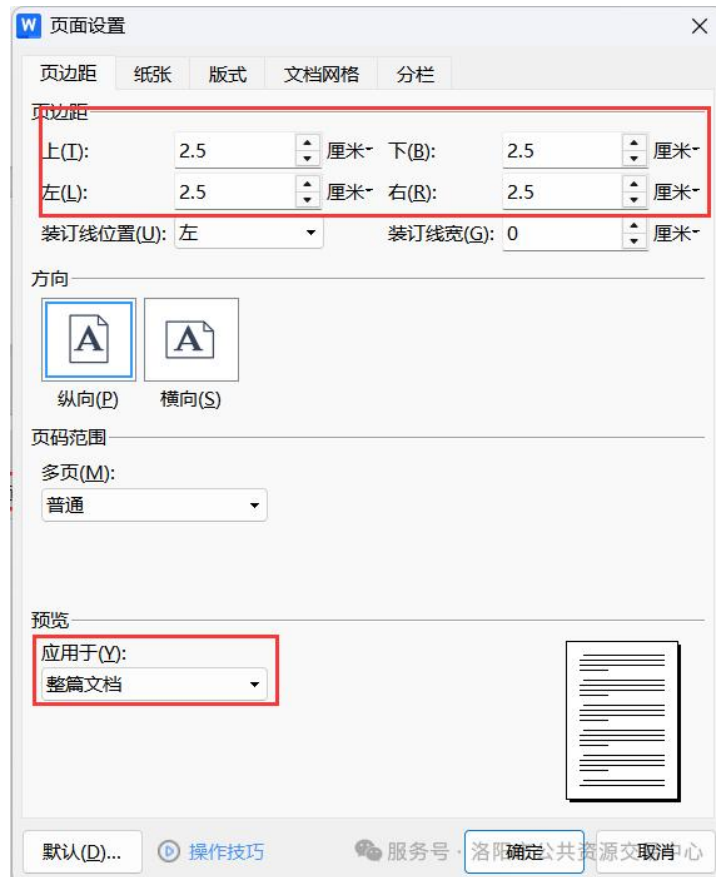 页面设置
页边距 纸张 版式 文档网格 分栏
页边距
上(T): 2.5 厘米 下(B): 2.5 厘米
左(L): 2.5 厘米 右(R): 2.5 厘米
装订线位置(U): 左 装订线宽(G): 0 厘米
方向
纵向(P) 横向(S)
页码范围
多页(M):
普通
预览
应用于(Y):
整篇文档
默认(D)... 操作技巧 确定 取消
服务号 · 洛阳 公共资源交 中心